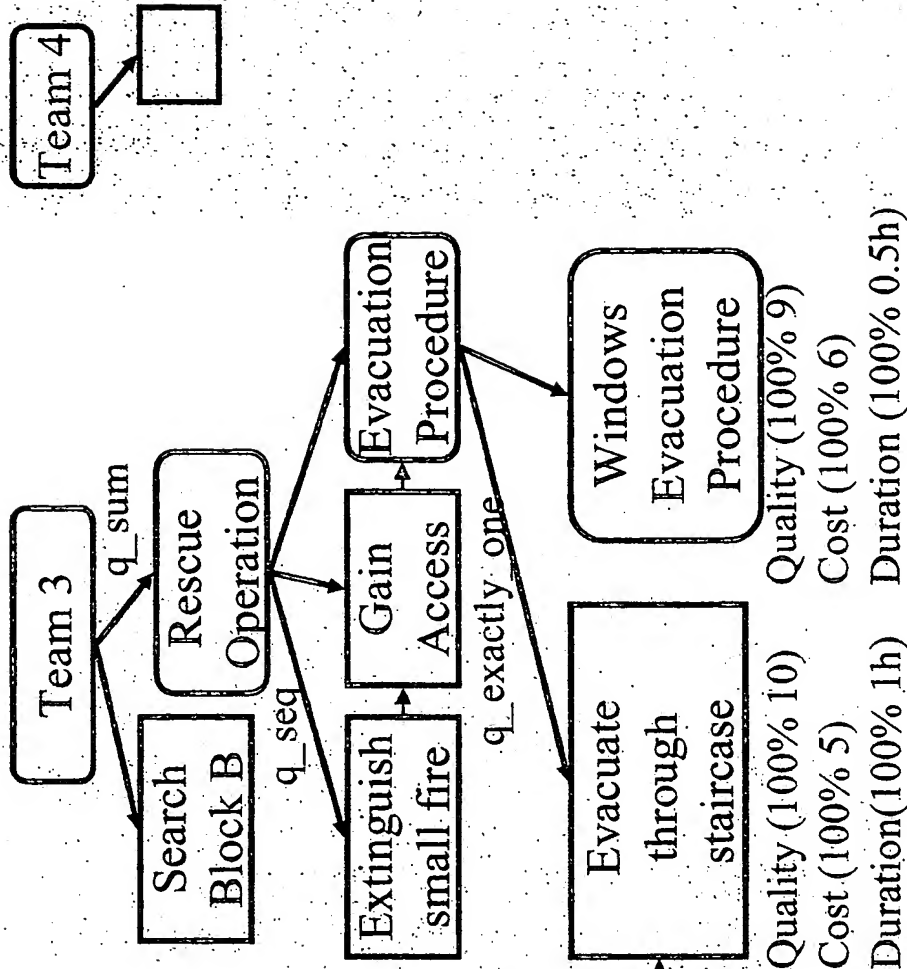 Team 3
Team 4
q_sum
Search
Block B
Rescue
Operation
q_seq
Extinguish
small fire
Gain
Access
Evacuation
Procedure
q_exactly_one
Evacuate
through
staircase
Windows
Evacuation
Procedure
Quality (100% 10)
Cost (100% 5)
Duration(100% 1h)
Quality (100% 9)
Cost (100% 6)
Duration (100% 0.5h)